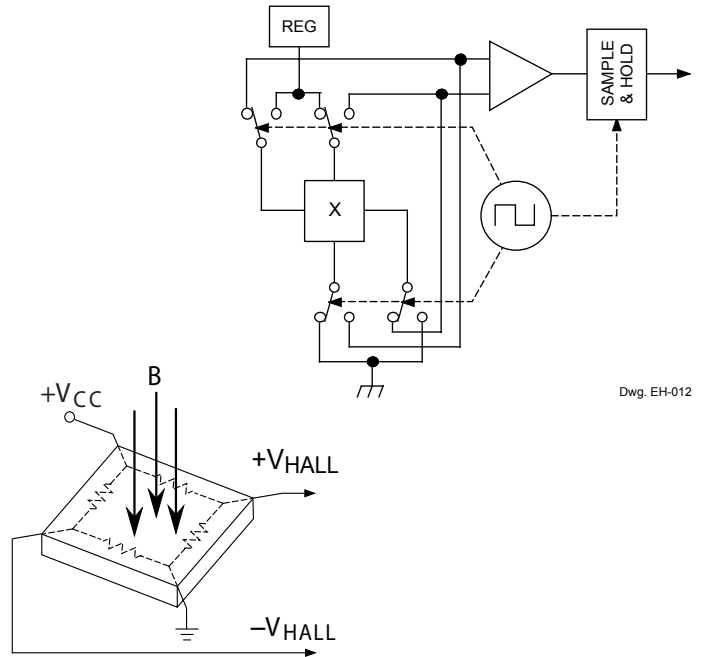 REG
SAMPLE
& HOLD
X
Dwg. EH-012
+VCC
B
+VHALL
–VHALL